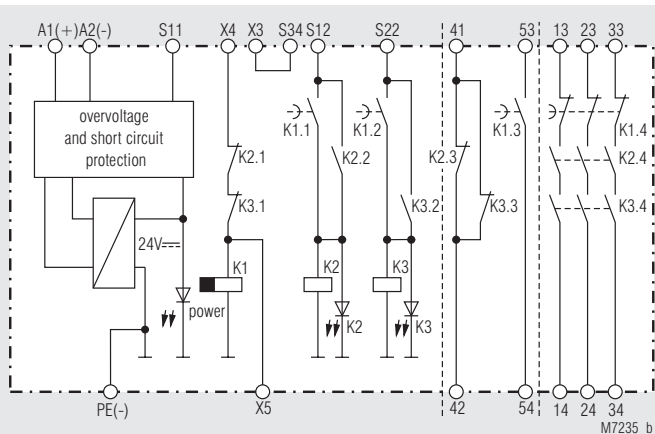 A1(+) A2(-) S11 X4 X3 S34 S12 S22 41 53 13 23 33
overvoltage
and short circuit
protection
K1.1 K1.2 K1.3 K1.4
K2.1 K2.2 K2.3 K2.4
K3.1 K3.2 K3.3 K3.4
24V
K1 K2 K3
power K2 K3
PE(-) X5 42 54 14 24 34
M7235 b